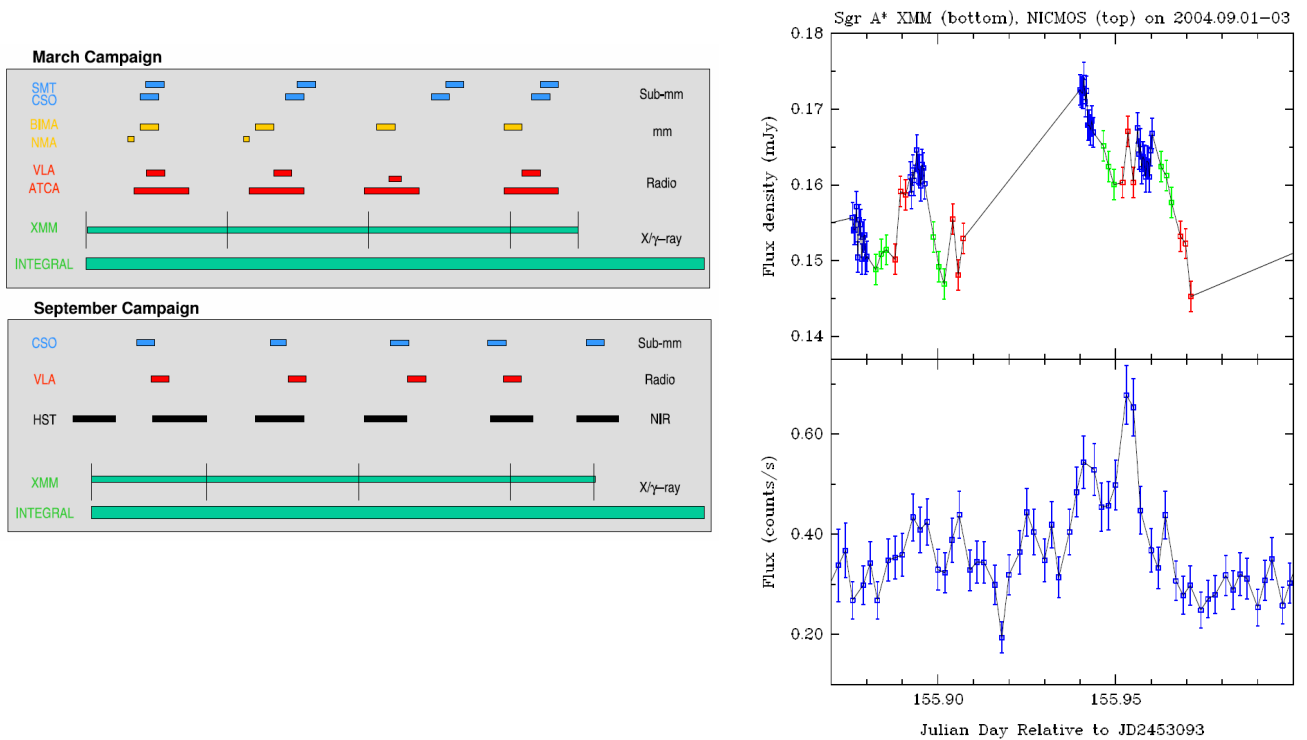 March Campaign
SMT
CSO
Sub-mm
BIMA
NMA
mm
VLA
ATCA
Radio
XMM
X/γ-ray
INTEGRAL
September Campaign
CSO
Sub-mm
VLA
Radio
HST
NIR
XMM
X/γ-ray
INTEGRAL
Sgr A* XMM (bottom), NICMOS (top) on 2004.09.01-03
0.18
0.17
0.16
0.15
0.14
Flux density (mJy)
0.60
0.40
0.20
Flux (counts/s)
155.90 155.95
Julian Day Relative to JD2453093